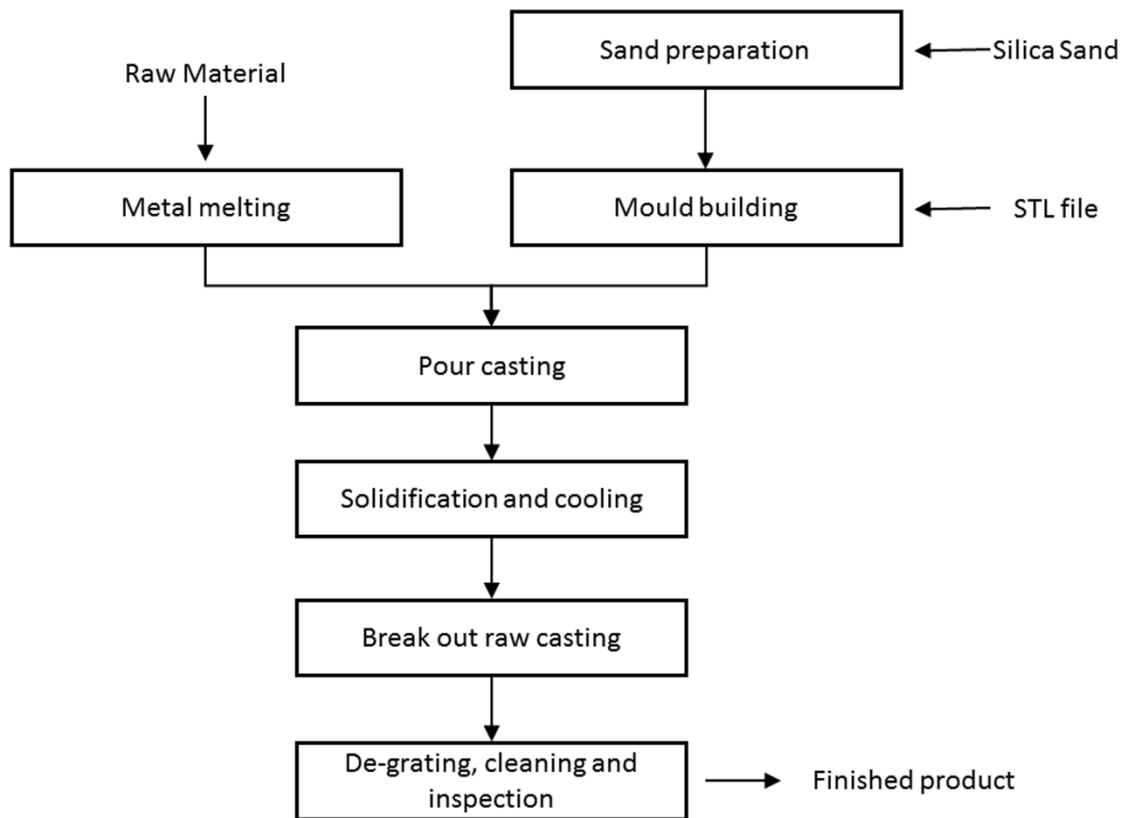 Sand preparation
Silica Sand
Raw Material
Metal melting
Mould building
STL file
Pour casting
Solidification and cooling
Break out raw casting
De-grating, cleaning and
inspection
Finished product